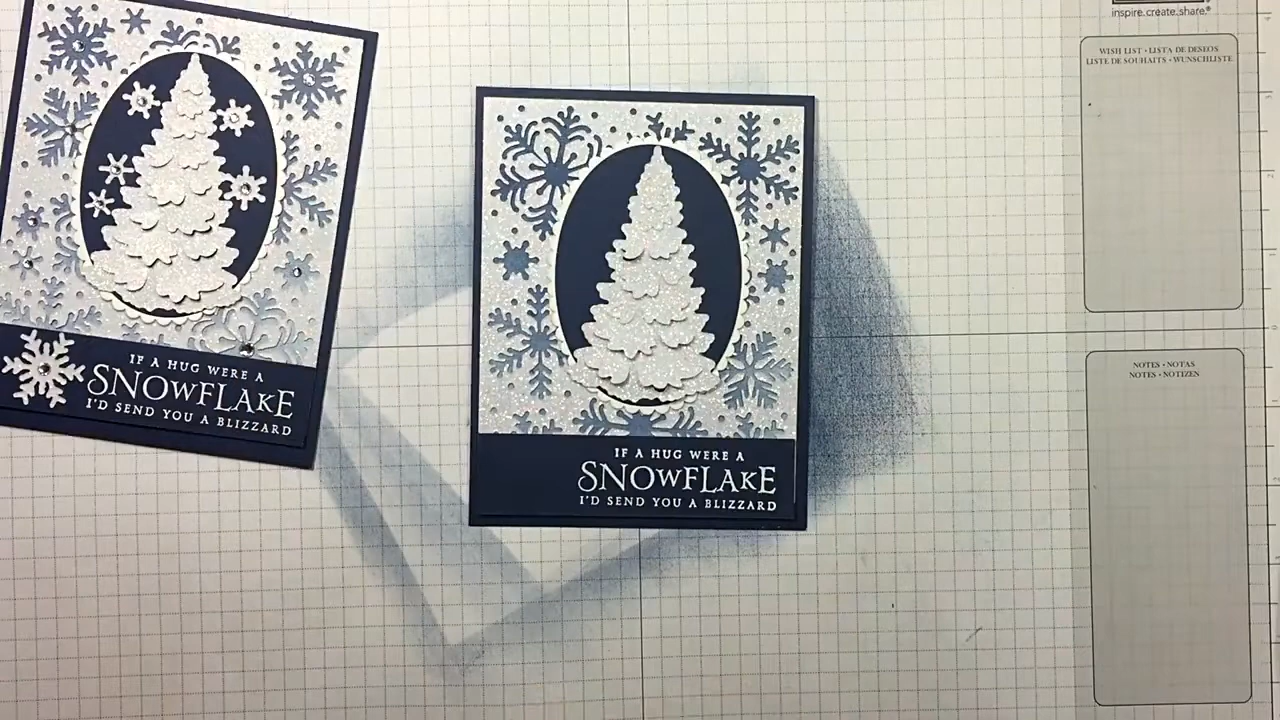 inspire.create.share.®
WISH LIST • LISTA DE DESEOS
LISTE DE SOUHAITS • WUNSCHLISTE
NOTES • NOTAS
NOTES • NOTIZEN
IF A HUG WERE A
SNOWFLAKE
I'D SEND YOU A BLIZZARD
IF A HUG WERE A
SNOWFLAKE
I'D SEND YOU A BLIZZARD